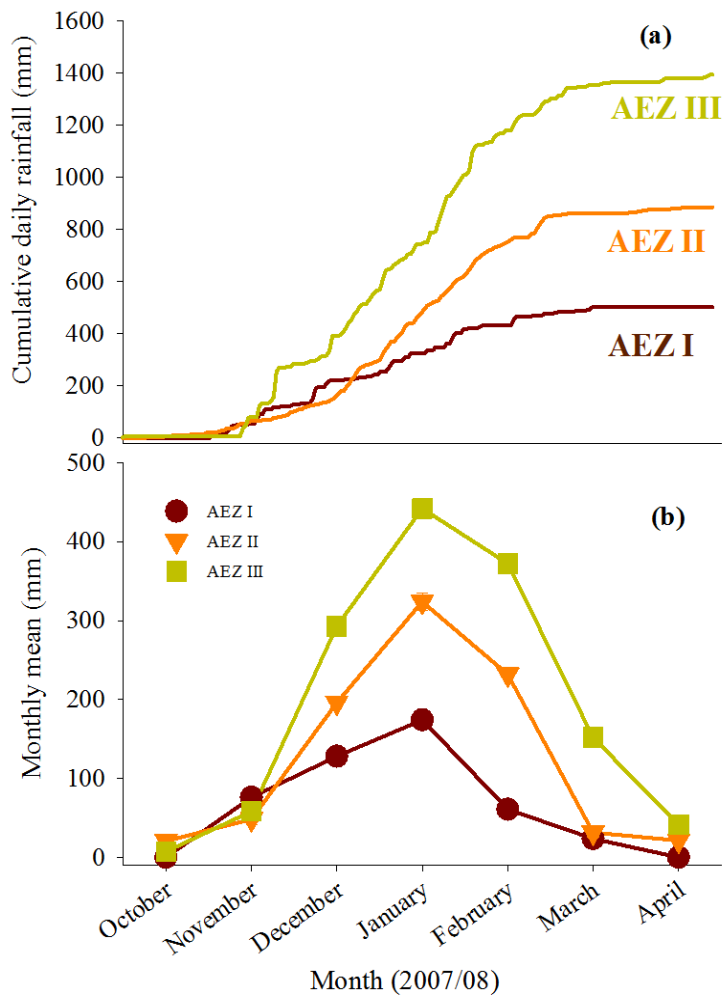 Cumulative daily rainfall (mm)
1600
1400
1200
1000
800
600
400
200
0
(a)
AEZ III
AEZ II
AEZ I
Monthly mean (mm)
500
400
300
200
100
0
(b)
AEZ I
AEZ II
AEZ III
October
November
December
January
February
March
April
Month (2007/08)